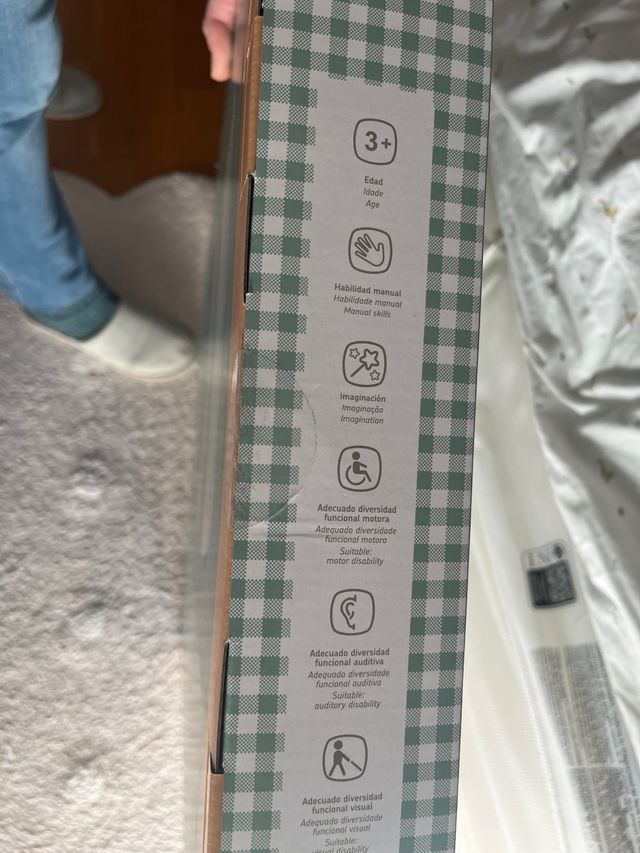 3+
Edad
Idade
Age
Habilidad manual
Habilidade manual
Manual skills
Imaginación
Imaginação
Imagination
Adecuado diversidad
funcional motora
Adequado diversidade
funcional motora
Suitable:
motor disability
Adecuado diversidad
funcional auditiva
Adequado diversidade
funcional auditiva
Suitable:
auditory disability
Adecuado diversidad
funcional visual
Adequado diversidade
funcional visual
Suitable:
visual disability